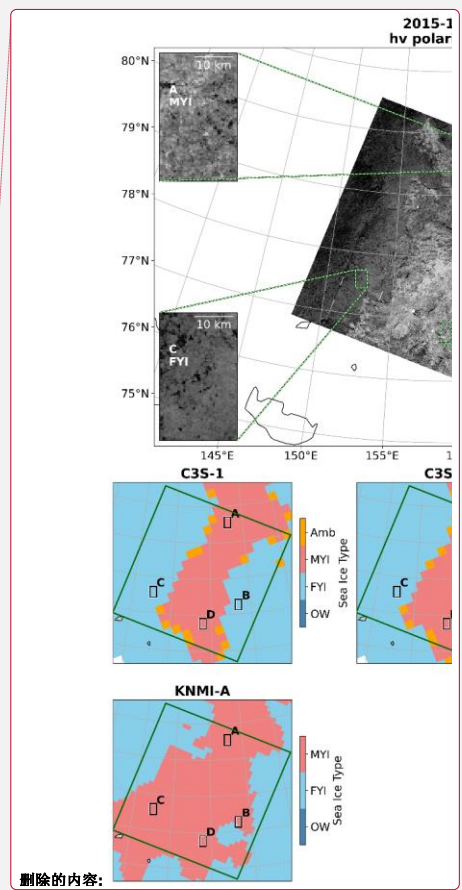 2015-1
hv polar
80°N
79°N
78°N
77°N
76°N
75°N
10 km
A
MYI
10 km
C
FYI
145°E
150°E
155°E
1
C3S-1
A
C
B
D
Amb
MYI
FYI
OW
Sea Ice Type
C3S
C
KNMI-A
A
C
B
D
MYI
FYI
OW
Sea Ice Type
删除的内容: